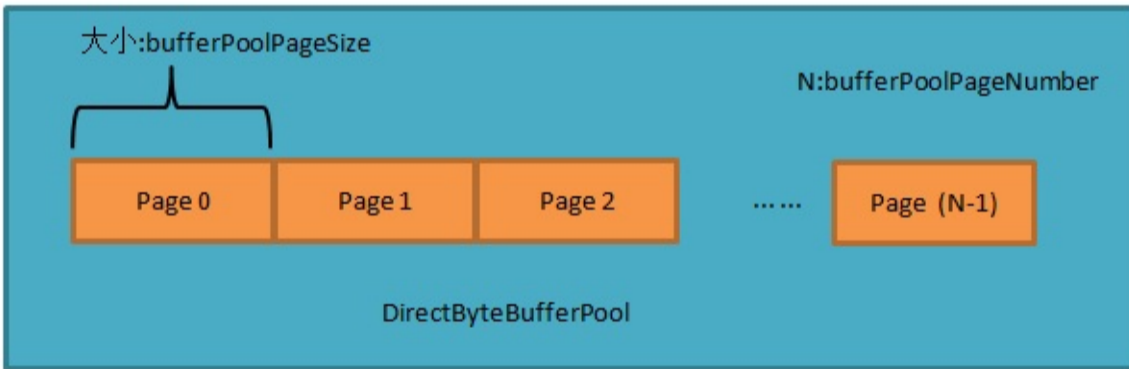 大小:bufferPoolPageSize
N:bufferPoolPageNumber
Page 0 Page 1 Page 2 …… Page (N-1)
DirectByteBufferPool